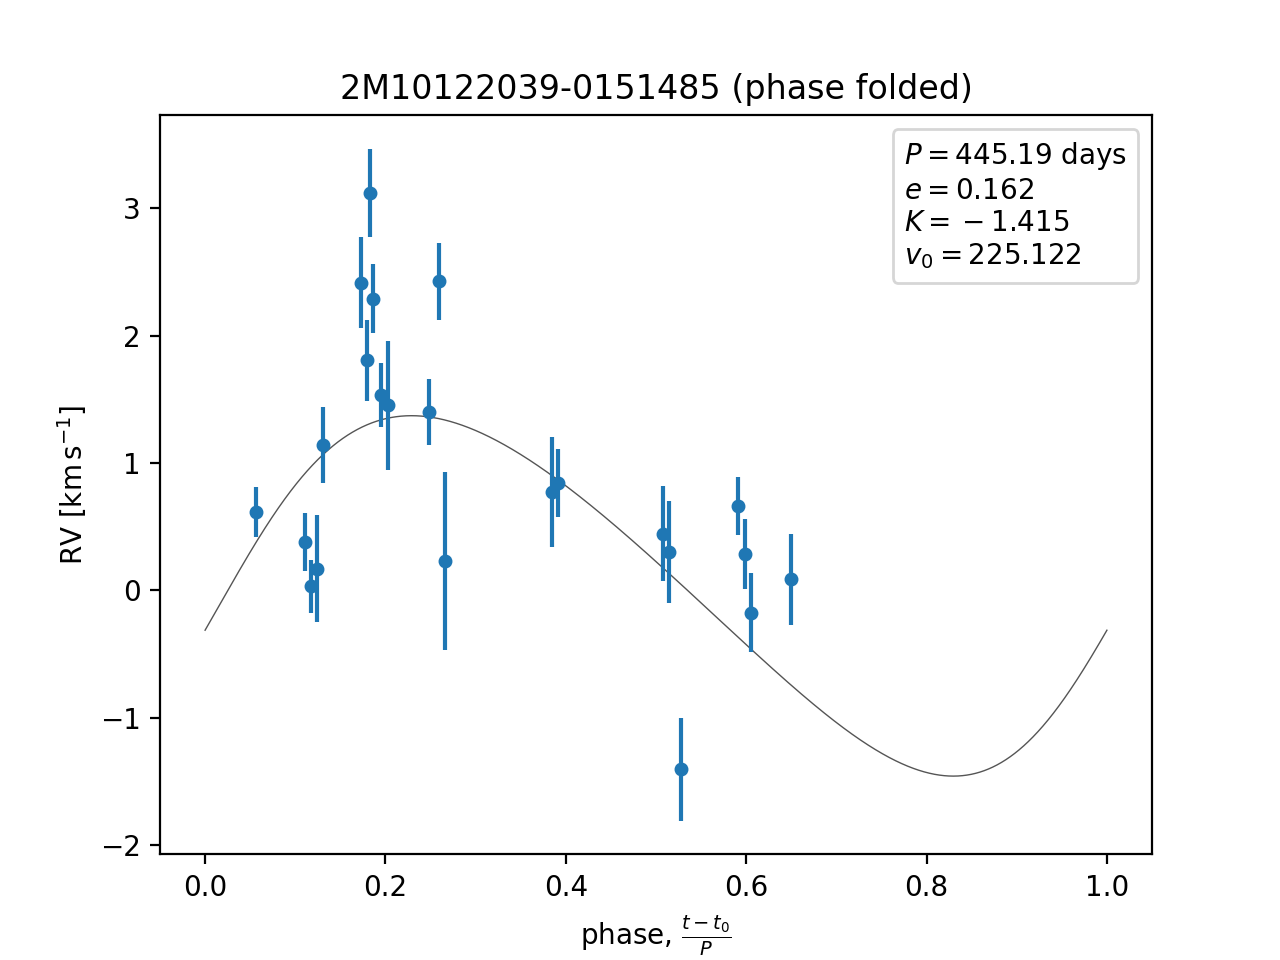 2M10122039-0151485 (phase folded)
P = 445.19 days
e = 0.162
K = −1.415
v₀ = 225.122
RV [km s⁻¹]
3
2
1
0
−1
−2
0.0 0.2 0.4 0.6 0.8 1.0
phase, (t − t₀)/P